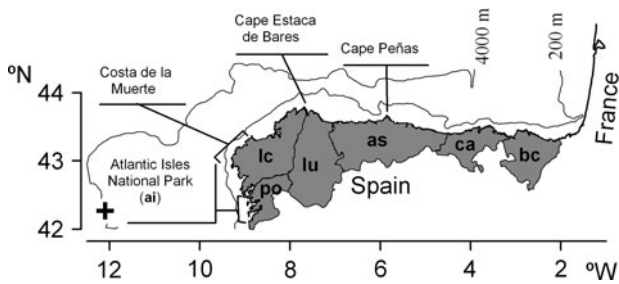 Cape Estaca
de Bares
Cape Peñas
4000 m
200 m
ºN
Costa de la
Muerte
44
France
43
Atlantic Isles
National Park
(ai)
lc
lu
as
ca
bc
po
Spain
42
12
10
8
6
4
2
ºW